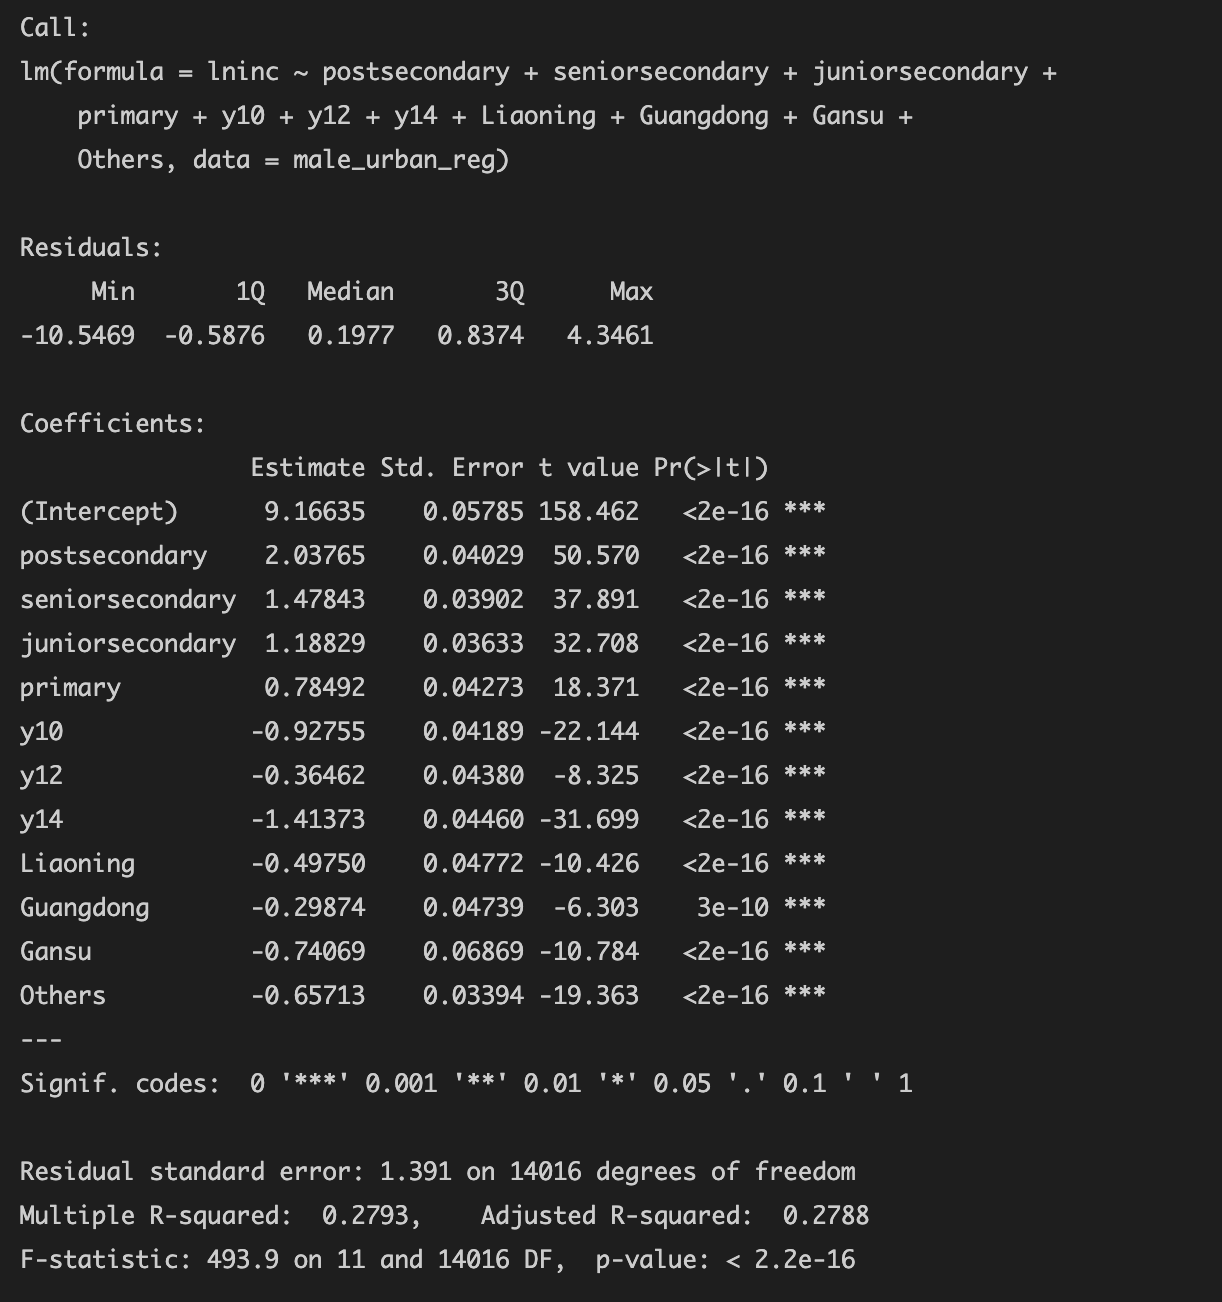 Call:
lm(formula = lninc ~ postsecondary + seniorsecondary + juniorsecondary +
    primary + y10 + y12 + y14 + Liaoning + Guangdong + Gansu +
    Others, data = male_urban_reg)

Residuals:
     Min       1Q   Median       3Q      Max
-10.5469  -0.5876   0.1977   0.8374   4.3461

Coefficients:
                Estimate Std. Error t value Pr(>|t|)
(Intercept)      9.16635    0.05785 158.462   <2e-16 ***
postsecondary    2.03765    0.04029  50.570   <2e-16 ***
seniorsecondary  1.47843    0.03902  37.891   <2e-16 ***
juniorsecondary  1.18829    0.03633  32.708   <2e-16 ***
primary          0.78492    0.04273  18.371   <2e-16 ***
y10             -0.92755    0.04189 -22.144   <2e-16 ***
y12             -0.36462    0.04380  -8.325   <2e-16 ***
y14             -1.41373    0.04460 -31.699   <2e-16 ***
Liaoning        -0.49750    0.04772 -10.426   <2e-16 ***
Guangdong       -0.29874    0.04739  -6.303    3e-10 ***
Gansu           -0.74069    0.06869 -10.784   <2e-16 ***
Others          -0.65713    0.03394 -19.363   <2e-16 ***
---
Signif. codes:  0 '***' 0.001 '**' 0.01 '*' 0.05 '.' 0.1 ' ' 1

Residual standard error: 1.391 on 14016 degrees of freedom
Multiple R-squared:  0.2793,    Adjusted R-squared:  0.2788
F-statistic: 493.9 on 11 and 14016 DF,  p-value: < 2.2e-16